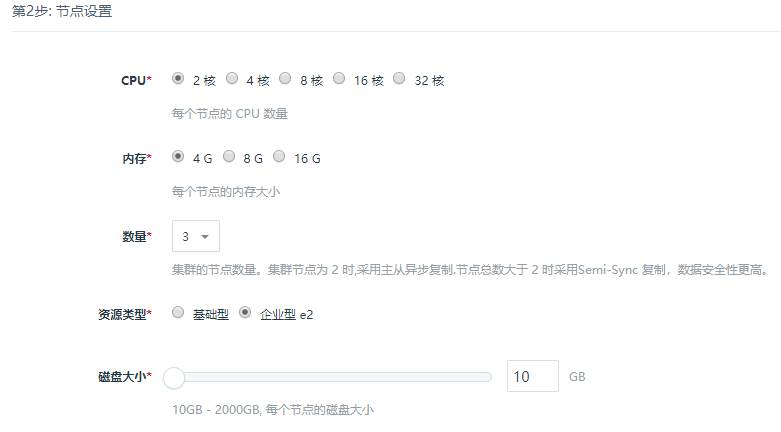 第2步: 节点设置
CPU* 2 核 4 核 8 核 16 核 32 核
每个节点的 CPU 数量
内存* 4 G 8 G 16 G
每个节点的内存大小
数量* 3
集群的节点数量。集群节点为 2 时,采用主从异步复制.节点总数大于 2 时采用Semi-Sync 复制，数据安全性更高。
资源类型* 基础型 企业型 e2
磁盘大小* 10 GB
10GB - 2000GB, 每个节点的磁盘大小